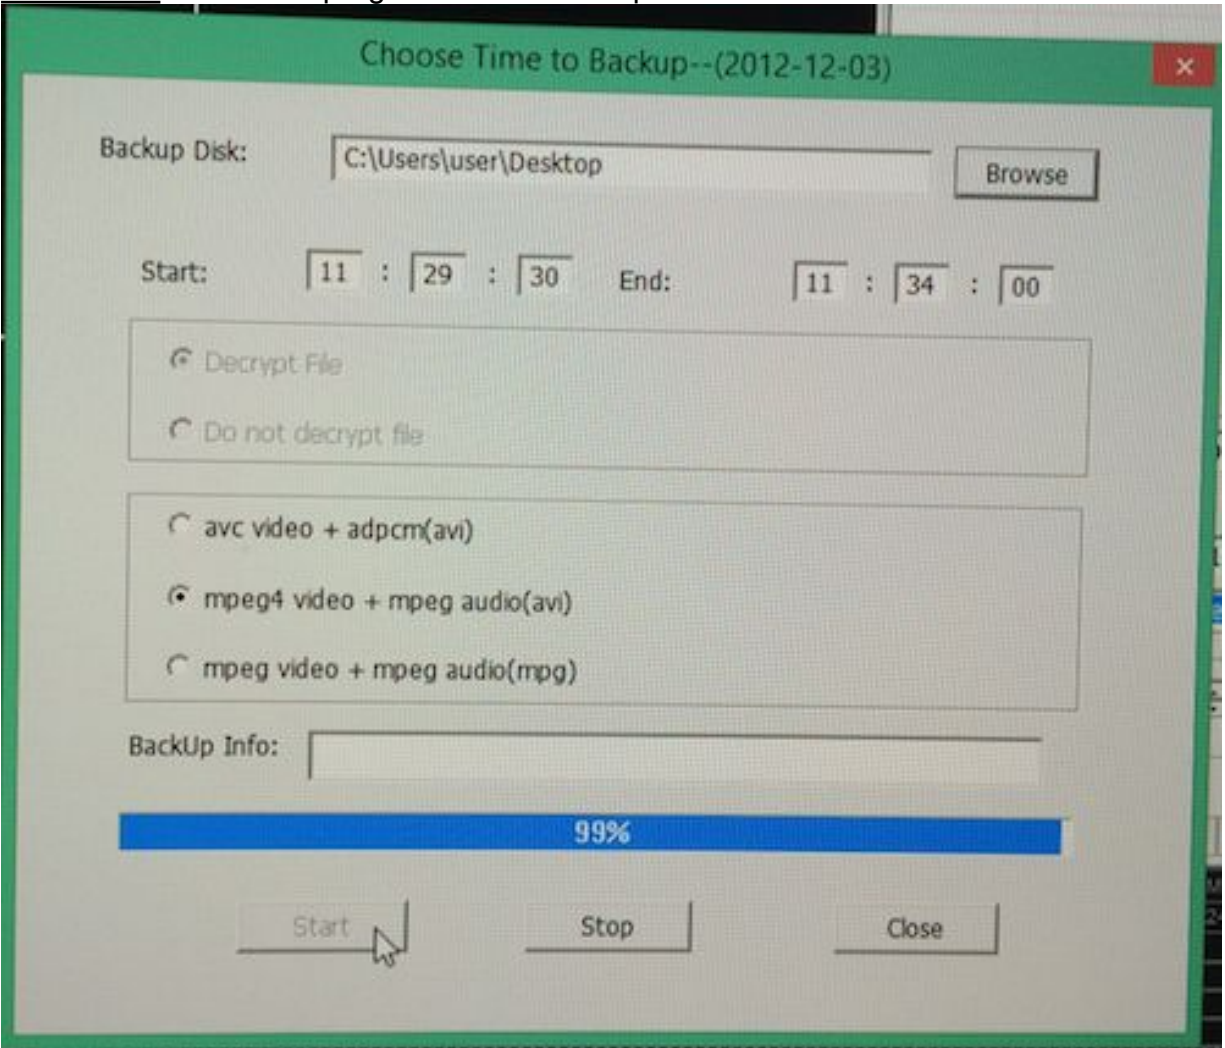 Choose Time to Backup--(2012-12-03)
Backup Disk: C:\Users\user\Desktop Browse
Start: 11 : 29 : 30 End: 11 : 34 : 00
Decrypt File
Do not decrypt file
avc video + adpcm(avi)
mpeg4 video + mpeg audio(avi)
mpeg video + mpeg audio(mpg)
BackUp Info:
99%
Start Stop Close